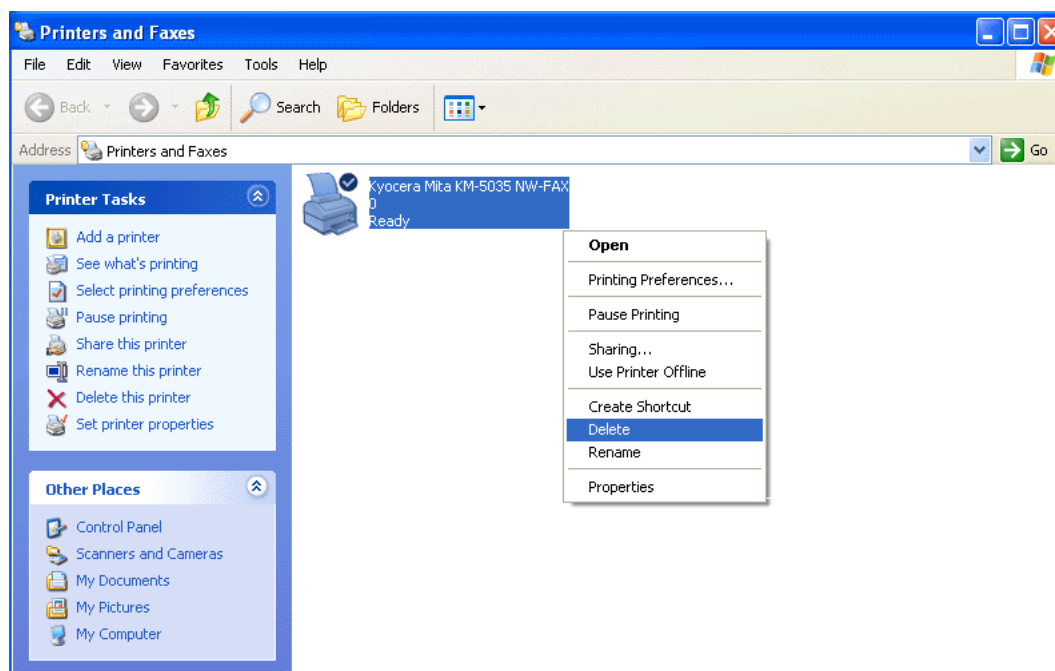 Printers and Faxes
File Edit View Favorites Tools Help
Back Search Folders
Address Printers and Faxes Go
Printer Tasks
Add a printer
See what's printing
Select printing preferences
Pause printing
Share this printer
Rename this printer
Delete this printer
Set printer properties
Other Places
Control Panel
Scanners and Cameras
My Documents
My Pictures
My Computer
Kyocera Mita KM-5035 NW-FAX
0
Ready
Open
Printing Preferences...
Pause Printing
Sharing...
Use Printer Offline
Create Shortcut
Delete
Rename
Properties